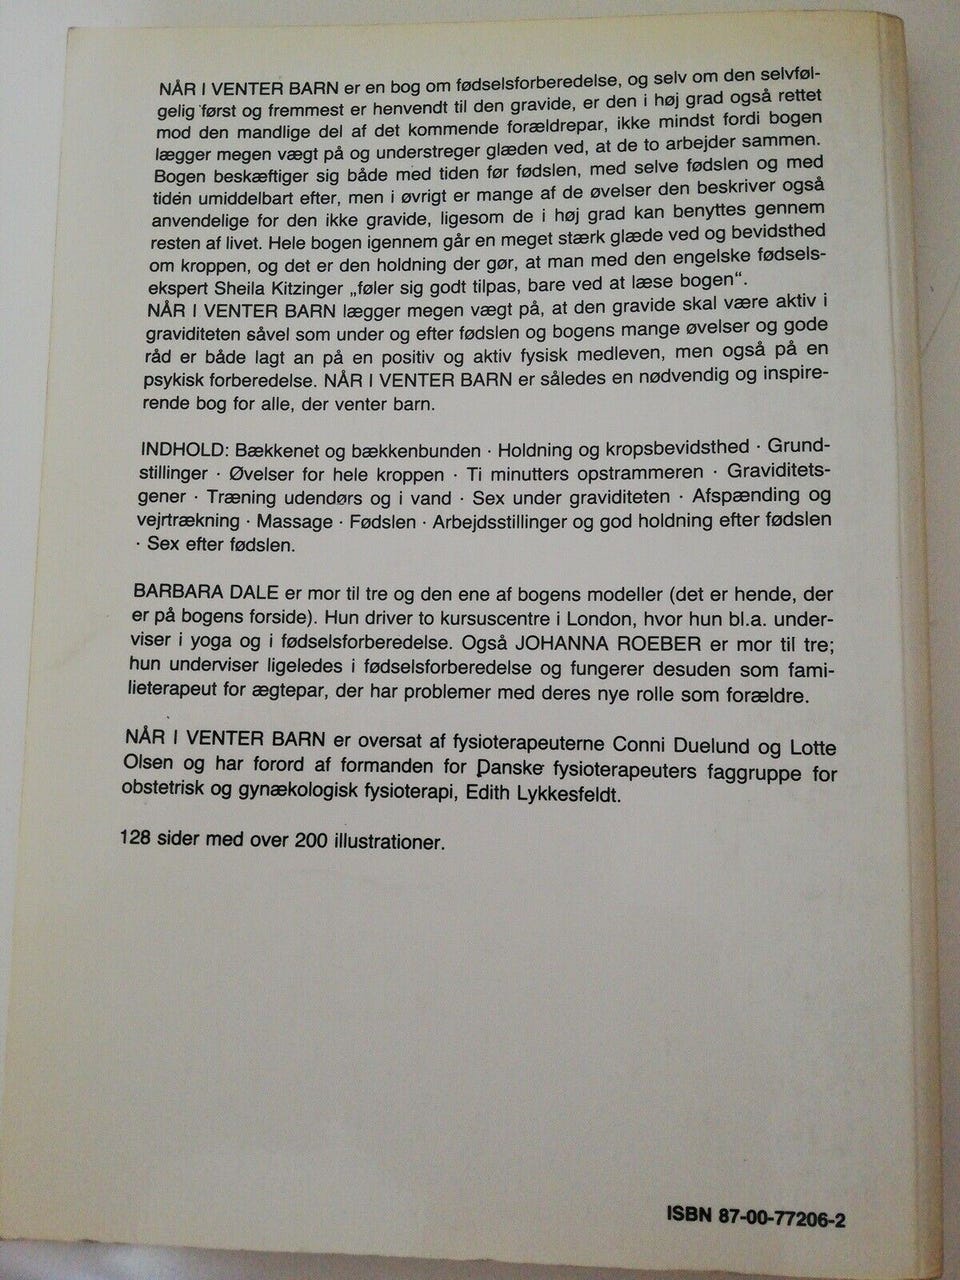 NÅR I VENTER BARN er en bog om fødselsforberedelse, og selv om den selvføl-
gelig først og fremmest er henvendt til den gravide, er den i høj grad også rettet
mod den mandlige del af det kommende forældrepar, ikke mindst fordi bogen
lægger megen vægt på og understreger glæden ved, at de to arbejder sammen.
Bogen beskæftiger sig både med tiden før fødslen, med selve fødslen og med
tiden umiddelbart efter, men i øvrigt er mange af de øvelser den beskriver også
anvendelige for den ikke gravide, ligesom de i høj grad kan benyttes gennem
resten af livet. Hele bogen igennem går en meget stærk glæde ved og bevidsthed
om kroppen, og det er den holdning der gør, at man med den engelske fødsels-
ekspert Sheila Kitzinger „føler sig godt tilpas, bare ved at læse bogen“.
NÅR I VENTER BARN lægger megen vægt på, at den gravide skal være aktiv i
graviditeten såvel som under og efter fødslen og bogens mange øvelser og gode
råd er både lagt an på en positiv og aktiv fysisk medleven, men også på en
psykisk forberedelse. NÅR I VENTER BARN er således en nødvendig og inspire-
rende bog for alle, der venter barn.
INDHOLD: Bækkenet og bækkenbunden · Holdning og kropsbevidsthed · Grund-
stillinger · Øvelser for hele kroppen · Ti minutters opstrammeren · Graviditets-
gener · Træning udendørs og i vand · Sex under graviditeten · Afspænding og
vejrtrækning · Massage · Fødslen · Arbejdsstillinger og god holdning efter fødslen
· Sex efter fødslen.
BARBARA DALE er mor til tre og den ene af bogens modeller (det er hende, der
er på bogens forside). Hun driver to kursuscentre i London, hvor hun bl.a. under-
viser i yoga og i fødselsforberedelse. Også JOHANNA ROEBER er mor til tre;
hun underviser ligeledes i fødselsforberedelse og fungerer desuden som fami-
lieterapeut for ægtepar, der har problemer med deres nye rolle som forældre.
NÅR I VENTER BARN er oversat af fysioterapeuterne Conni Duelund og Lotte
Olsen og har forord af formanden for Danske fysioterapeuters faggruppe for
obstetrisk og gynækologisk fysioterapi, Edith Lykkesfeldt.
128 sider med over 200 illustrationer.
ISBN 87-00-77206-2